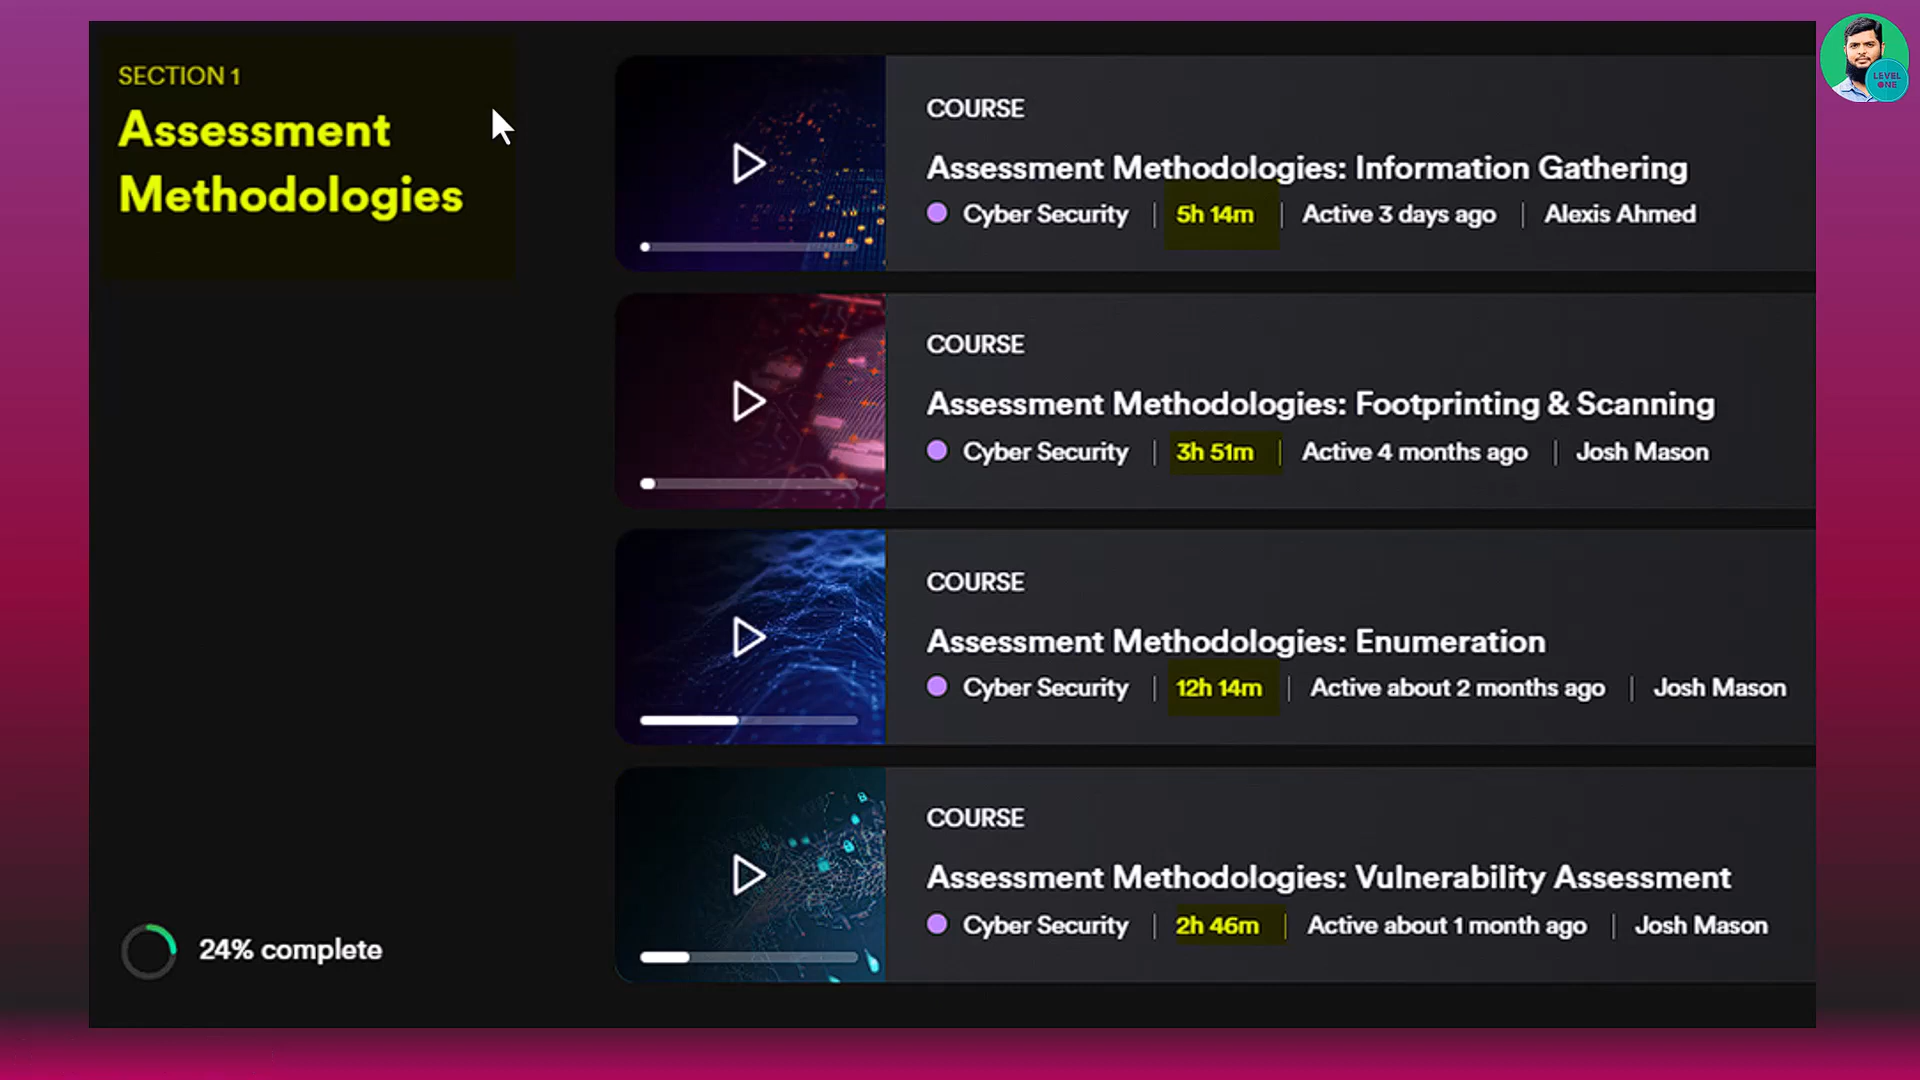 SECTION 1
Assessment
Methodologies
COURSE
Assessment Methodologies: Information Gathering
Cyber Security | 5h 14m | Active 3 days ago | Alexis Ahmed
COURSE
Assessment Methodologies: Footprinting & Scanning
Cyber Security | 3h 51m | Active 4 months ago | Josh Mason
COURSE
Assessment Methodologies: Enumeration
Cyber Security | 12h 14m | Active about 2 months ago | Josh Mason
COURSE
Assessment Methodologies: Vulnerability Assessment
Cyber Security | 2h 46m | Active about 1 month ago | Josh Mason
24% complete
LEVEL
ONE